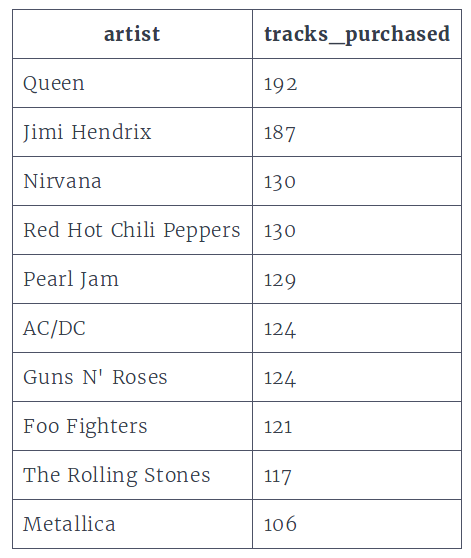 artist tracks_purchased
Queen 192
Jimi Hendrix 187
Nirvana 130
Red Hot Chili Peppers 130
Pearl Jam 129
AC/DC 124
Guns N' Roses 124
Foo Fighters 121
The Rolling Stones 117
Metallica 106